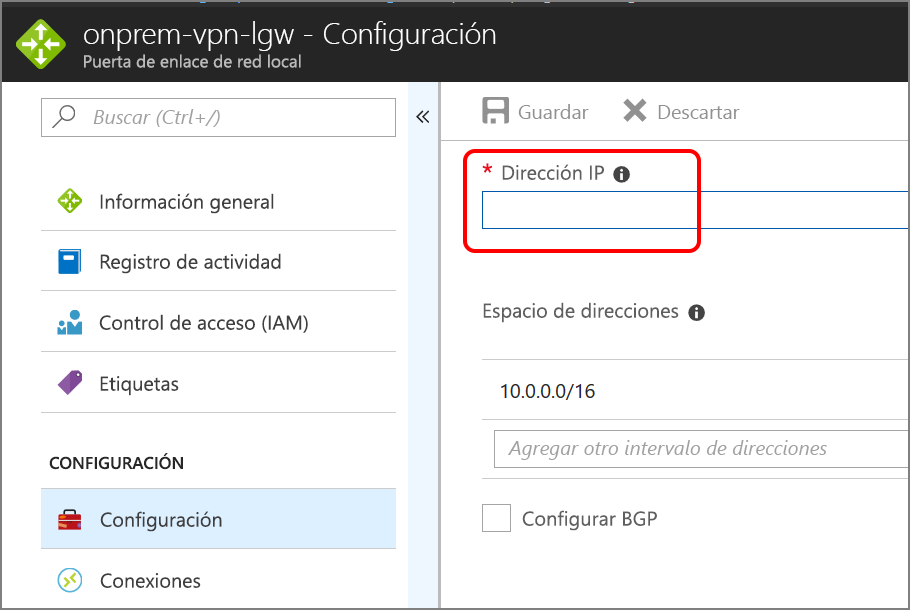 onprem-vpn-lgw - Configuración
Puerta de enlace de red local
Buscar (Ctrl+/)
«
Información general
Registro de actividad
Control de acceso (IAM)
Etiquetas
CONFIGURACIÓN
Configuración
Conexiones
Guardar
Descartar
* Dirección IP
Espacio de direcciones
10.0.0.0/16
Agregar otro intervalo de direcciones
Configurar BGP